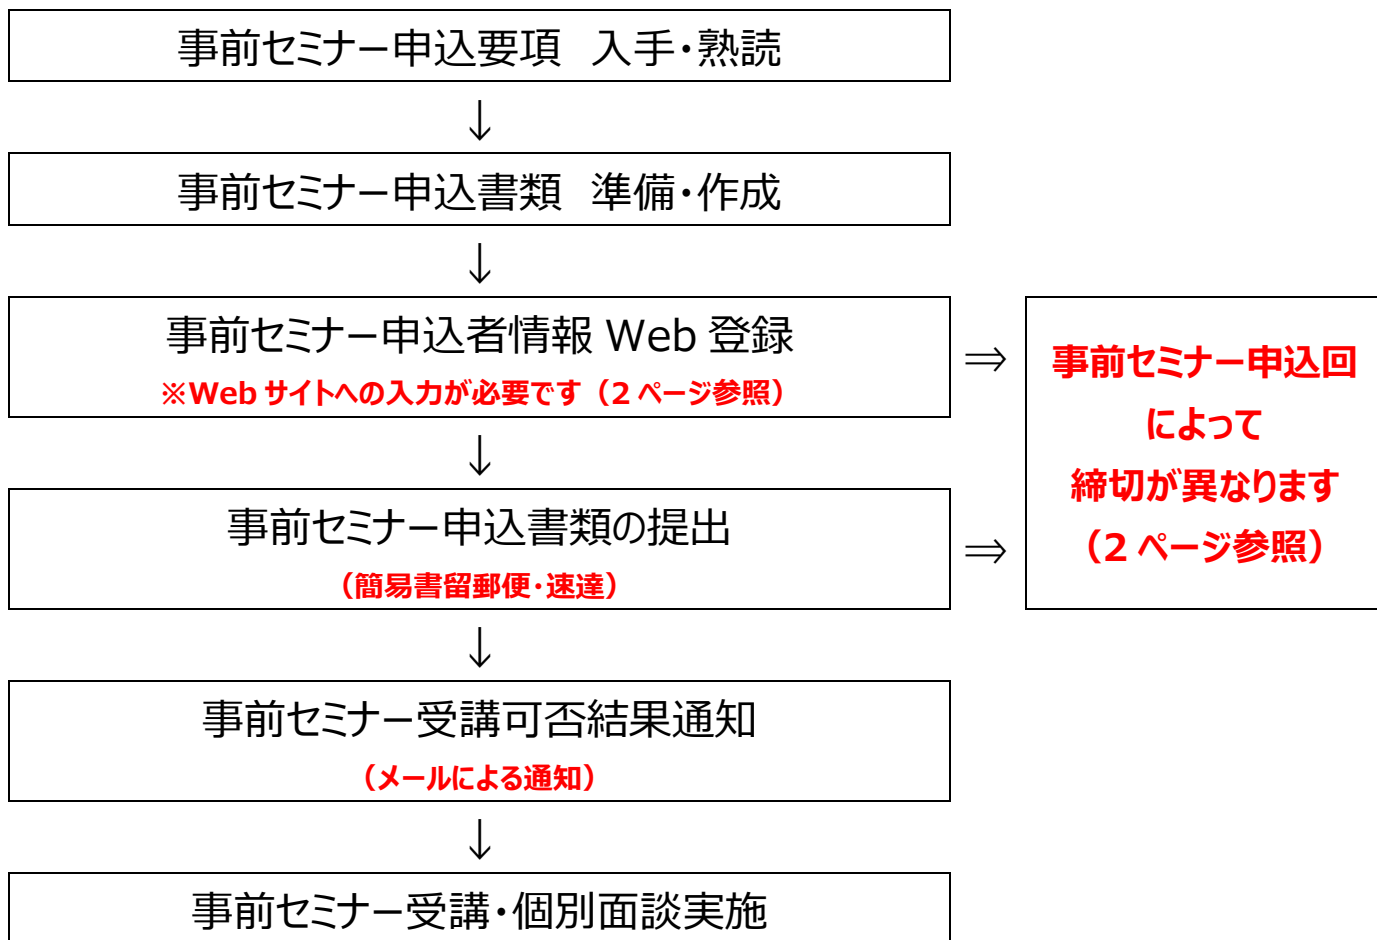 事前セミナー申込要項　入手・熟読
↓
事前セミナー申込書類　準備・作成
↓
事前セミナー申込者情報 Web 登録
※Web サイトへの入力が必要です（2 ページ参照）
⇒
↓
事前セミナー申込書類の提出
（簡易書留郵便・速達）
⇒
事前セミナー申込回
によって
締切が異なります
（2 ページ参照）
↓
事前セミナー受講可否結果通知
（メールによる通知）
↓
事前セミナー受講・個別面談実施